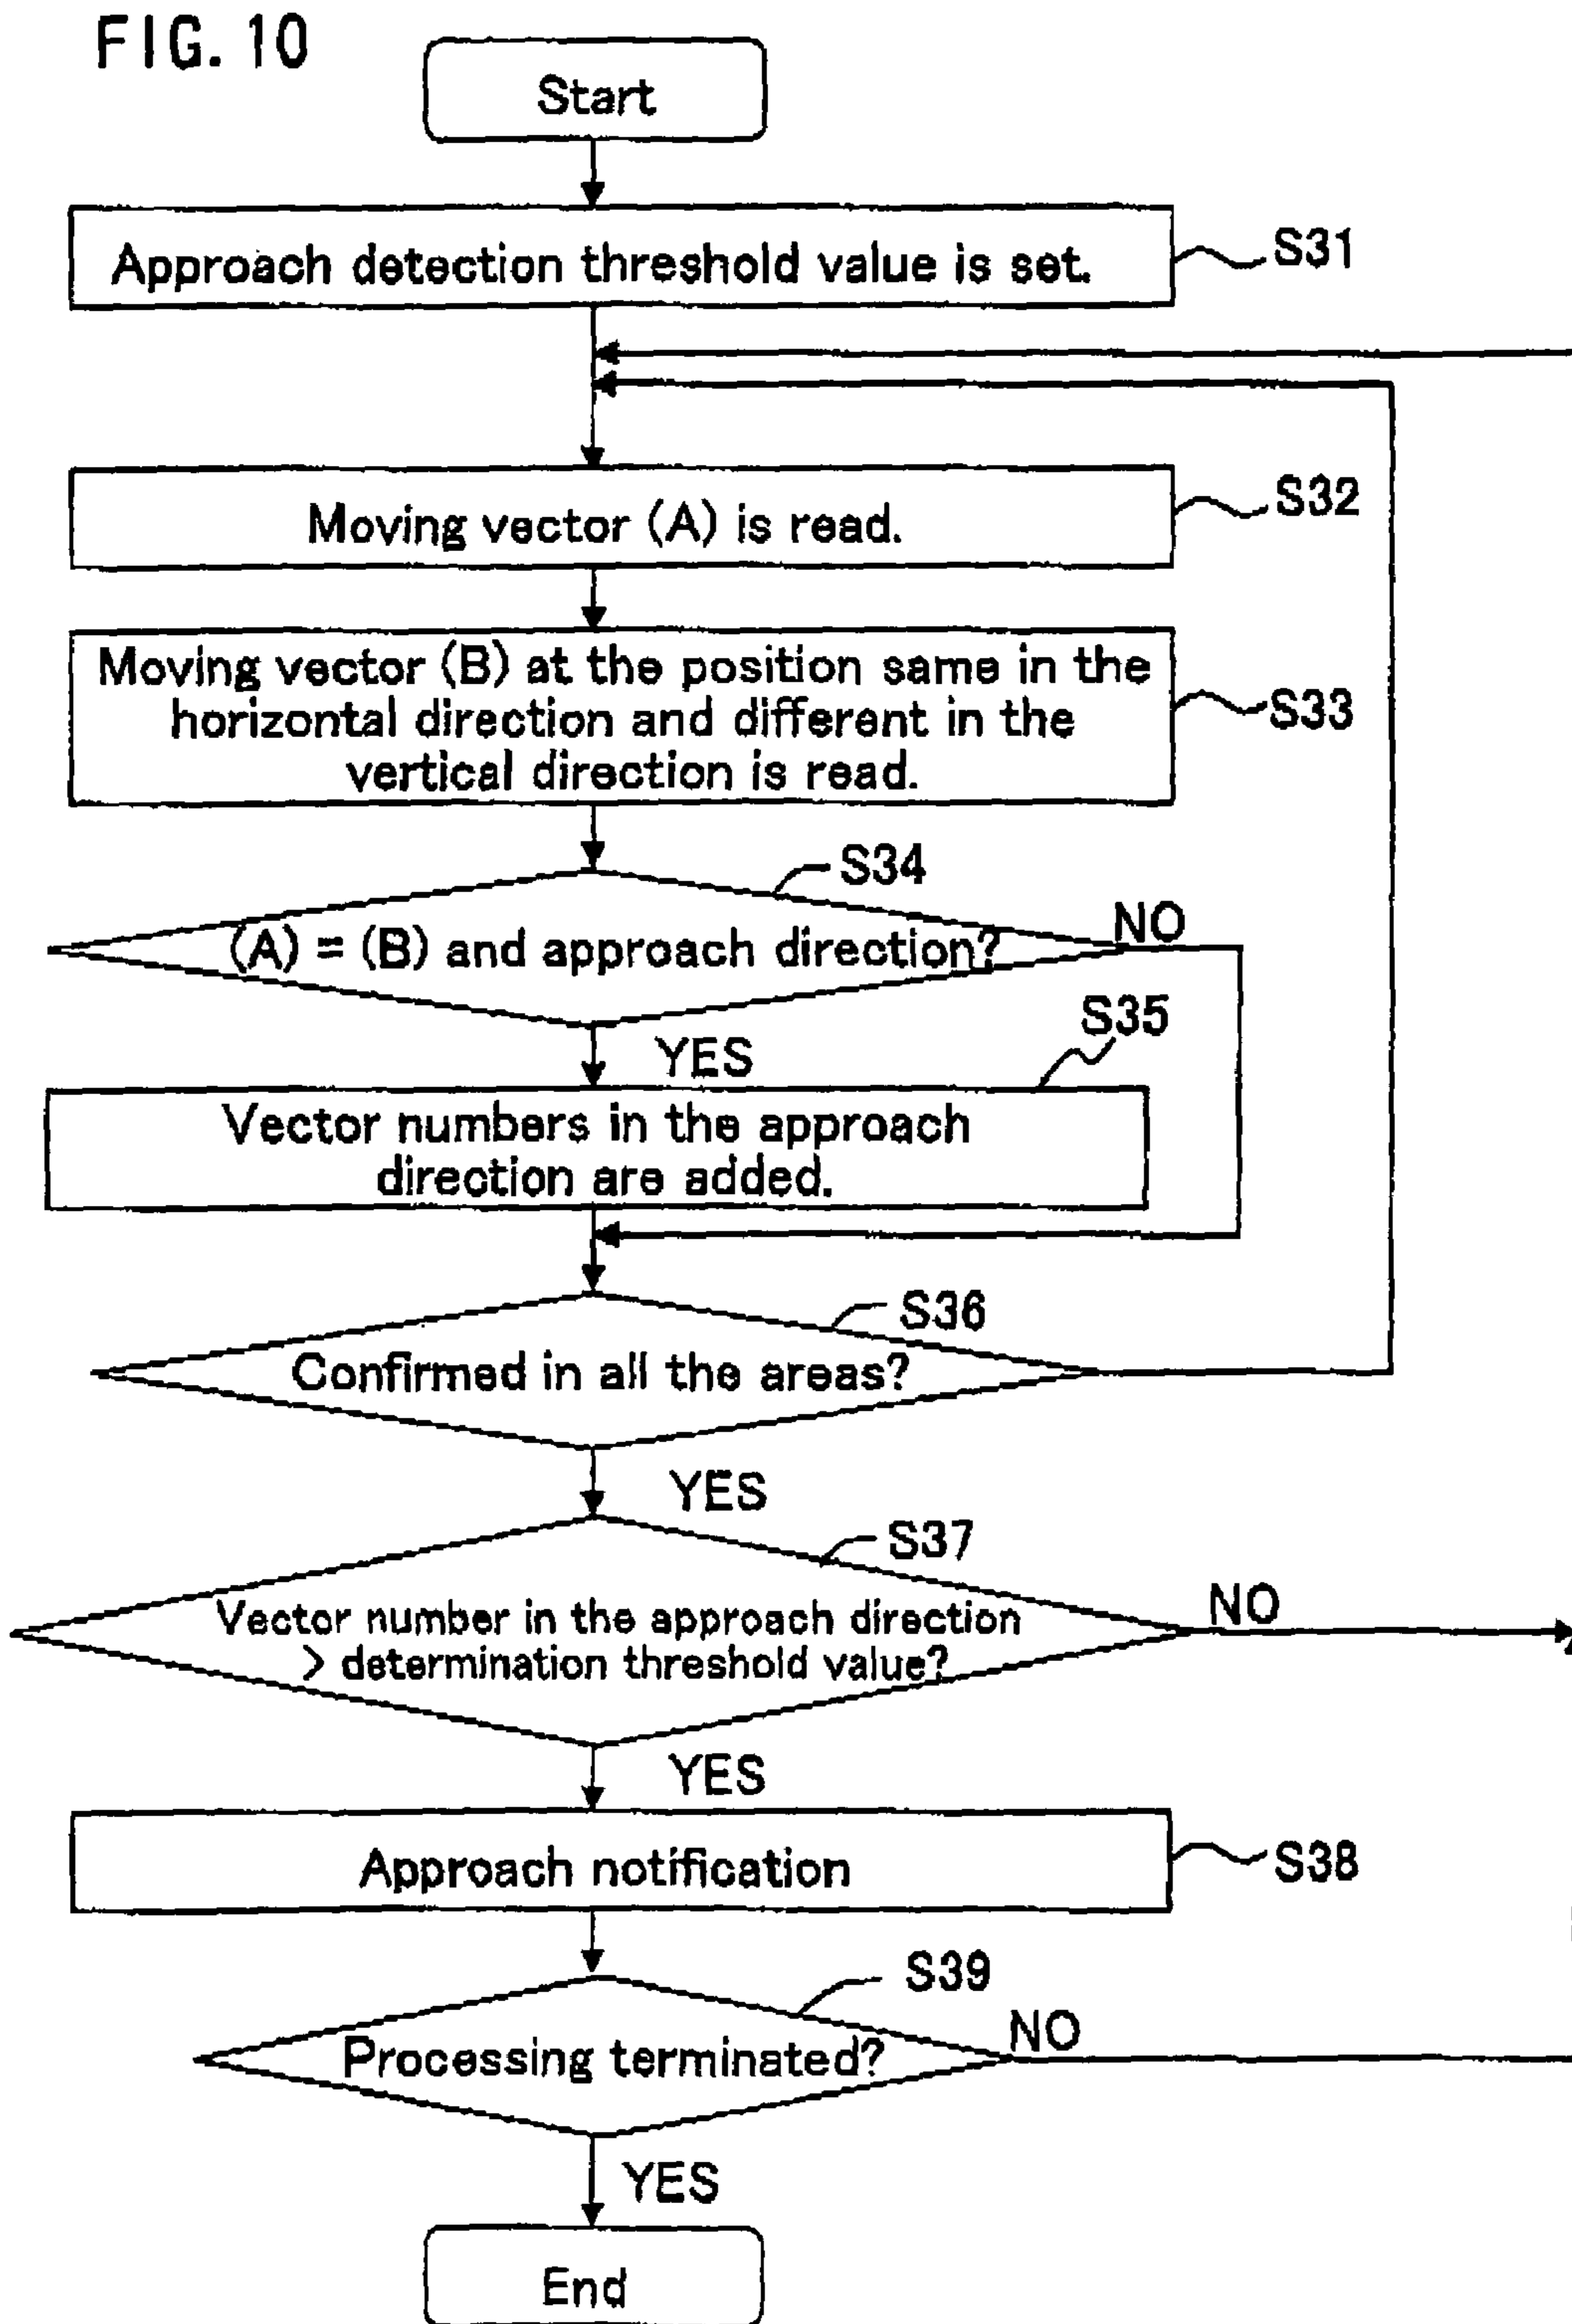 FIG. 10
Start
Approach detection threshold value is set.
S31
Moving vector (A) is read.
S32
Moving vector (B) at the position same in the
horizontal direction and different in the
vertical direction is read.
S33
S34
(A) = (B) and approach direction?
NO
YES
S35
Vector numbers in the approach
direction are added.
S36
Confirmed in all the areas?
YES
S37
Vector number in the approach direction
> determination threshold value?
NO
YES
Approach notification
S38
S39
Processing terminated?
NO
YES
End